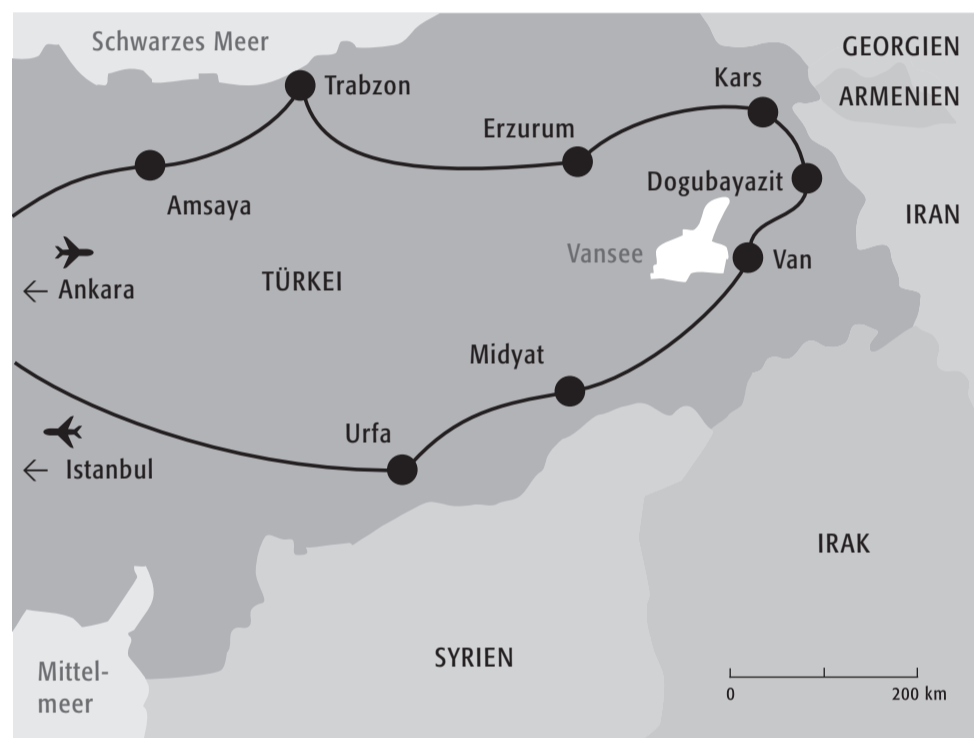 Schwarzes Meer
GEORGIEN
Kars
Trabzon
ARMENIEN
Erzurum
Dogubayazit
Amsaya
IRAN
Vansee
Van
TÜRKEI
Ankara
Midyat
Urfa
Istanbul
IRAK
SYRIEN
Mittel-
meer
0
200 km